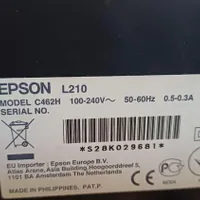 EPSON L210
MODEL C462H 100-240V~ 50-60Hz 0.5-0.3A
SERIAL NO.
*S28K029681*
EU Importer : Epson Europe B.V.
Atlas Arena, Asia Building Hoogoorddreef 5,
1101 BA Amsterdam The Netherlands
MADE IN PHILIPPINES. PAT.P.